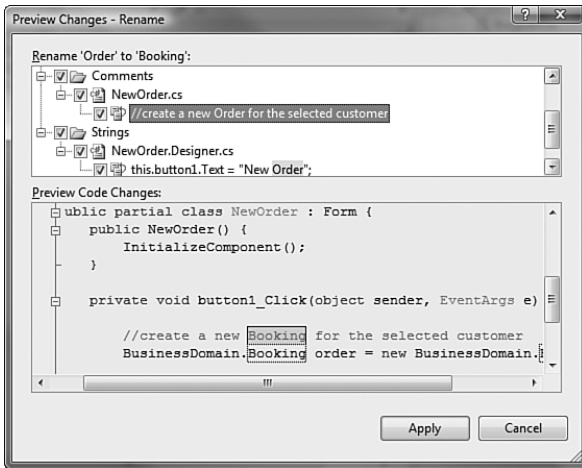 Preview Changes - Rename
Rename 'Order' to 'Booking':
Comments
NewOrder.cs
//create a new Order for the selected customer
Strings
NewOrder.Designer.cs
this.button1.Text = "New Order";
Preview Code Changes:
ublic partial class NewOrder : Form {
public NewOrder() {
InitializeComponent();
}
private void button1_Click(object sender, EventArgs e)
//create a new Booking for the selected customer
BusinessDomain.Booking order = new BusinessDomain.
Apply
Cancel